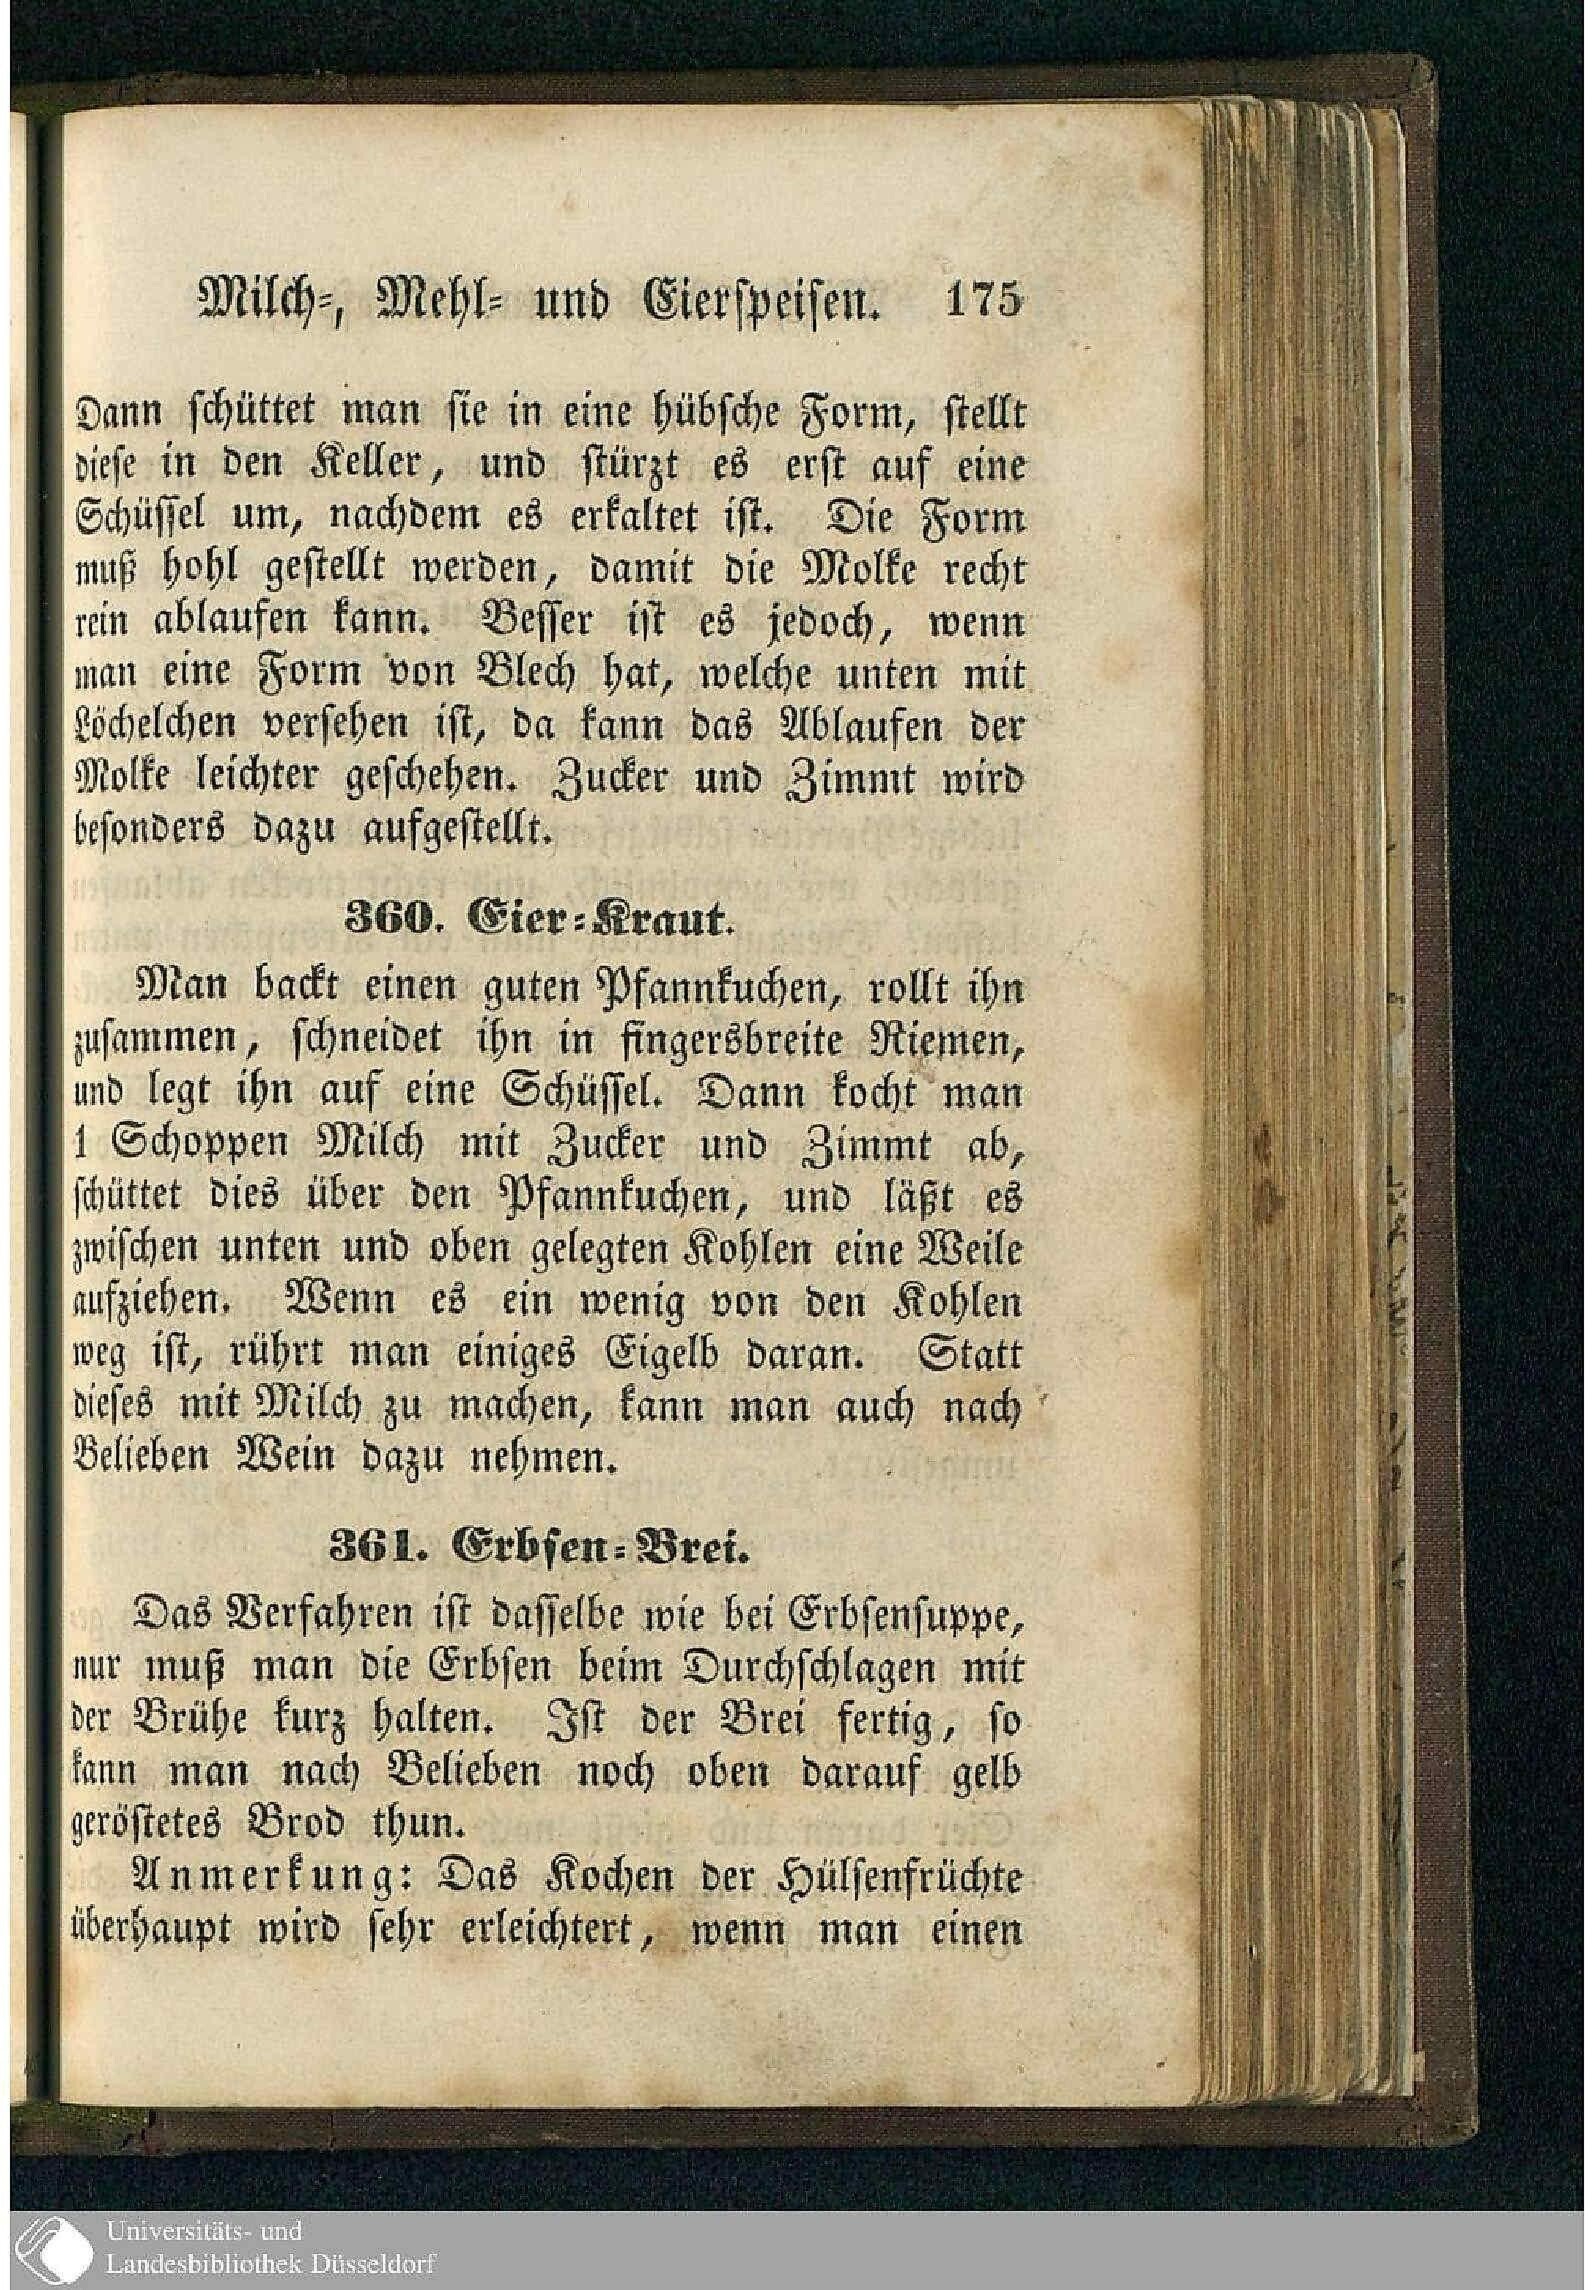 Milch-, Mehl- und Eierspeisen. 175
Dann schüttet man sie in eine hübsche Form, stellt
diese in den Keller, und stürzt es erst auf eine
Schüssel um, nachdem es erkaltet ist. Die Form
muß hohl gestellt werden, damit die Molke recht
rein ablaufen kann. Besser ist es jedoch, wenn
man eine Form von Blech hat, welche unten mit
Löchelchen versehen ist, da kann das Ablaufen der
Molke leichter geschehen. Zucker und Zimmt wird
besonders dazu aufgestellt.
360. Eier-Kraut.
Man backt einen guten Pfannkuchen, rollt ihn
zusammen, schneidet ihn in fingersbreite Riemen,
und legt ihn auf eine Schüssel. Dann kocht man
1 Schoppen Milch mit Zucker und Zimmt ab,
schüttet dies über den Pfannkuchen, und läßt es
zwischen unten und oben gelegten Kohlen eine Weile
aufziehen. Wenn es ein wenig von den Kohlen
weg ist, rührt man einiges Eigelb daran. Statt
dieses mit Milch zu machen, kann man auch nach
Belieben Wein dazu nehmen.
361. Erbsen-Brei.
Das Verfahren ist dasselbe wie bei Erbsensuppe,
nur muß man die Erbsen beim Durchschlagen mit
der Brühe kurz halten. Ist der Brei fertig, so
kann man nach Belieben noch oben darauf gelb
geröstetes Brod thun.
Anmerkung: Das Kochen der Hülsenfrüchte
überhaupt wird sehr erleichtert, wenn man einen
Universitäts- und
Landesbibliothek Düsseldorf